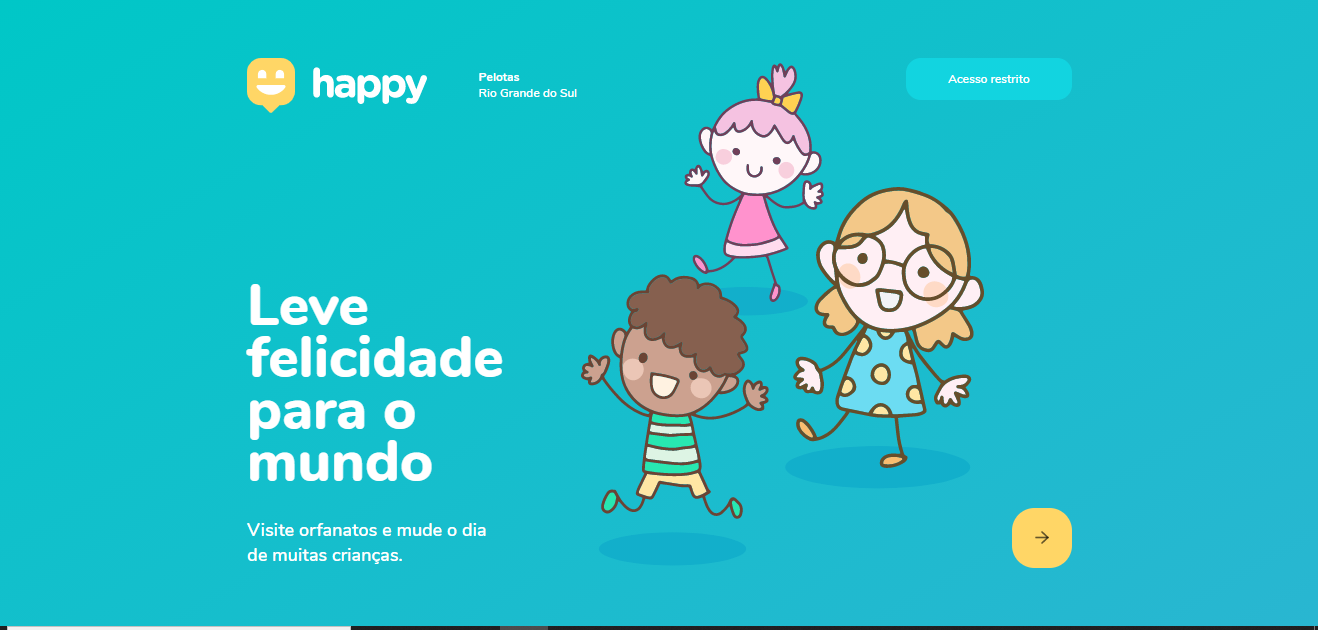 happy
Pelotas
Rio Grande do Sul
Acesso restrito
Leve
felicidade
para o
mundo
Visite orfanatos e mude o dia
de muitas crianças.